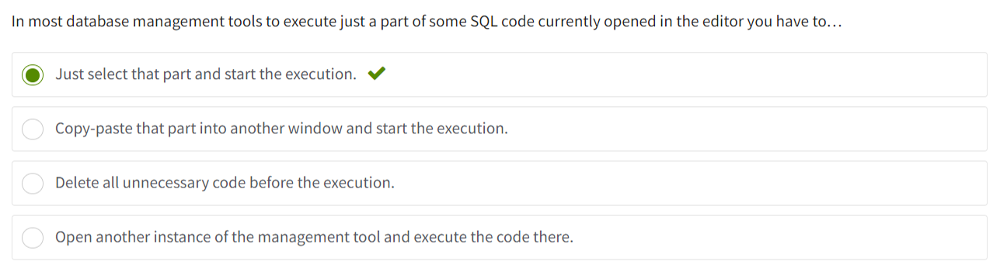 In most database management tools to execute just a part of some SQL code currently opened in the editor you have to…
Just select that part and start the execution.
Copy-paste that part into another window and start the execution.
Delete all unnecessary code before the execution.
Open another instance of the management tool and execute the code there.